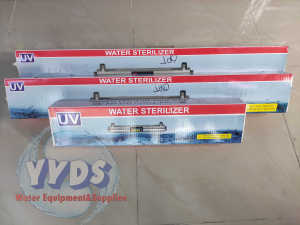 UV
WATER STERILIZER
UV
WATER STERILIZER
UV
WATER STERILIZER
YYDS
Water Equipment&Supplies